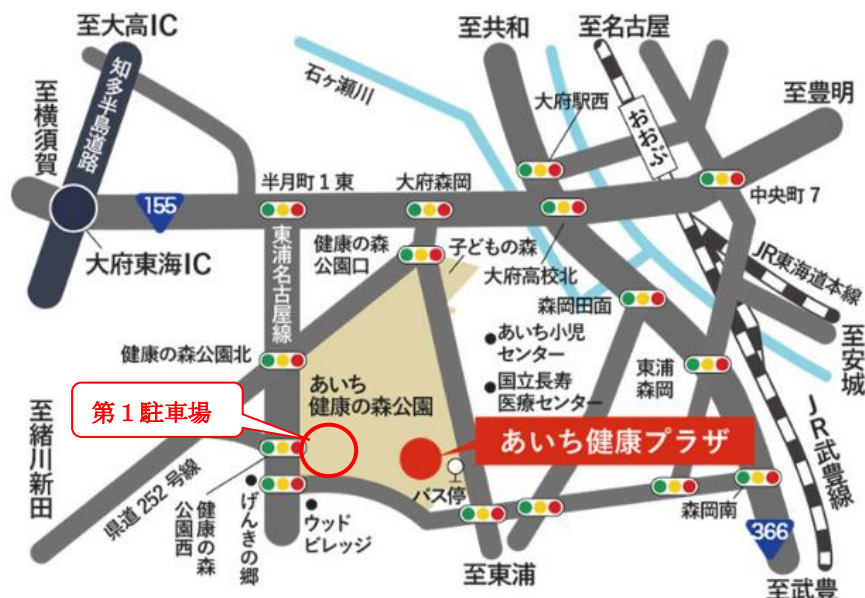 至大高IC
至共和
至名古屋
知多半島道路
石ヶ瀬川
至横須賀
大府駅西
おおぶ
至豊明
155
半月町1東
大府森岡
中央町7
大府東海IC
東浦名古屋線
健康の森
公園口
子どもの森
大府高校北
JR東海道本線
森岡田面
健康の森公園北
あいち小児
センター
東浦
森岡
至安城
あいち
健康の森公園
国立長寿
医療センター
第1駐車場
あいち健康プラザ
JR武豊線
至緒川新田
県道252号線
バス停
健康の森
公園西
げんきの郷
ウッド
ビレッジ
森岡南
366
至東浦
至武豊